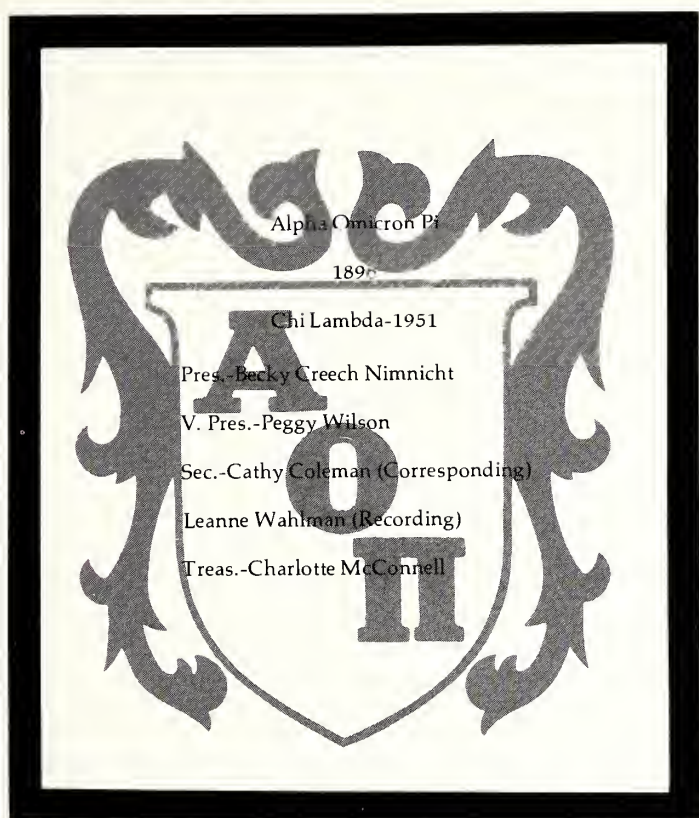 Alpha Omicron Pi
Chi Lambda-1951
Pres.-Becky Creech Nimnicht
V. Pres.-Peggy Wilson
Sec.-Cathy Coleman (Corresponding)
Leanne Wahlman (Recording)
Treas.-Charlotte McConnell
Α
Ο
Π